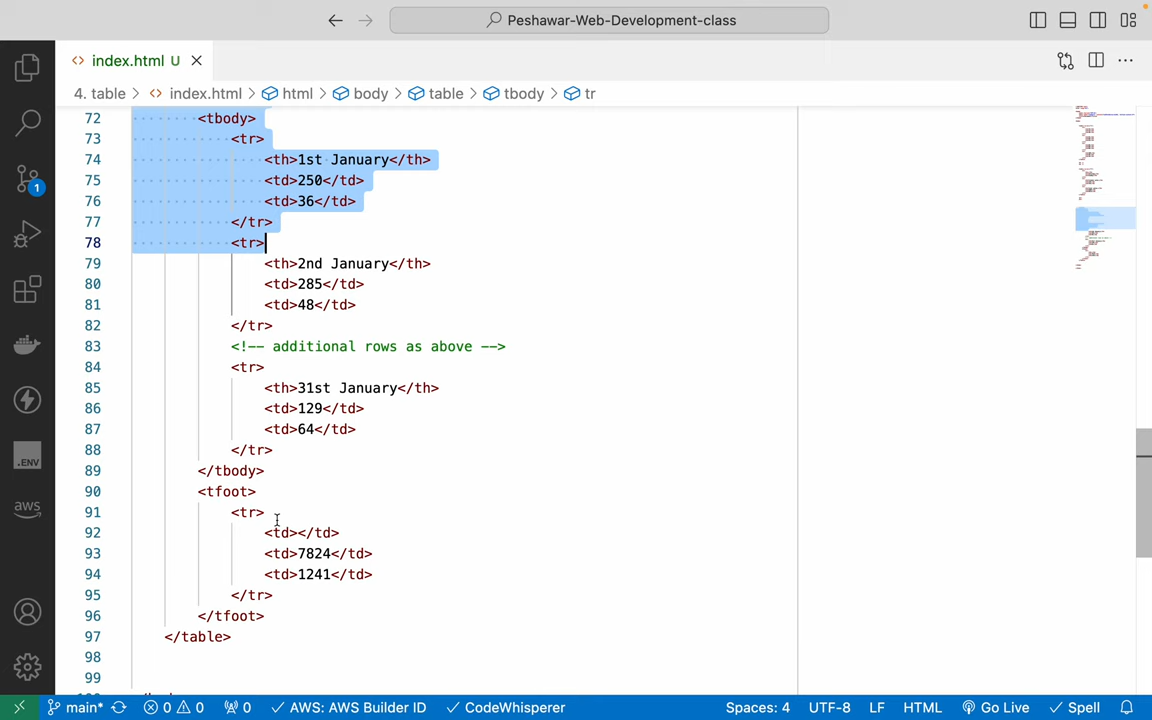 Peshawar-Web-Development-class
index.html U
4. table > index.html > html > body > table > tbody > tr
72 <tbody>
73 <tr>
74 <th>1st January</th>
75 <td>250</td>
76 <td>36</td>
77 </tr>
78 <tr>
79 <th>2nd January</th>
80 <td>285</td>
81 <td>48</td>
82 </tr>
83 <!-- additional rows as above -->
84 <tr>
85 <th>31st January</th>
86 <td>129</td>
87 <td>64</td>
88 </tr>
89 </tbody>
90 <tfoot>
91 <tr>
92 <td></td>
93 <td>7824</td>
94 <td>1241</td>
95 </tr>
96 </tfoot>
97 </table>
98
99
1
.ENV
aws
main* 0 0 0 AWS: AWS Builder ID CodeWhisperer Spaces: 4 UTF-8 LF HTML Go Live Spell